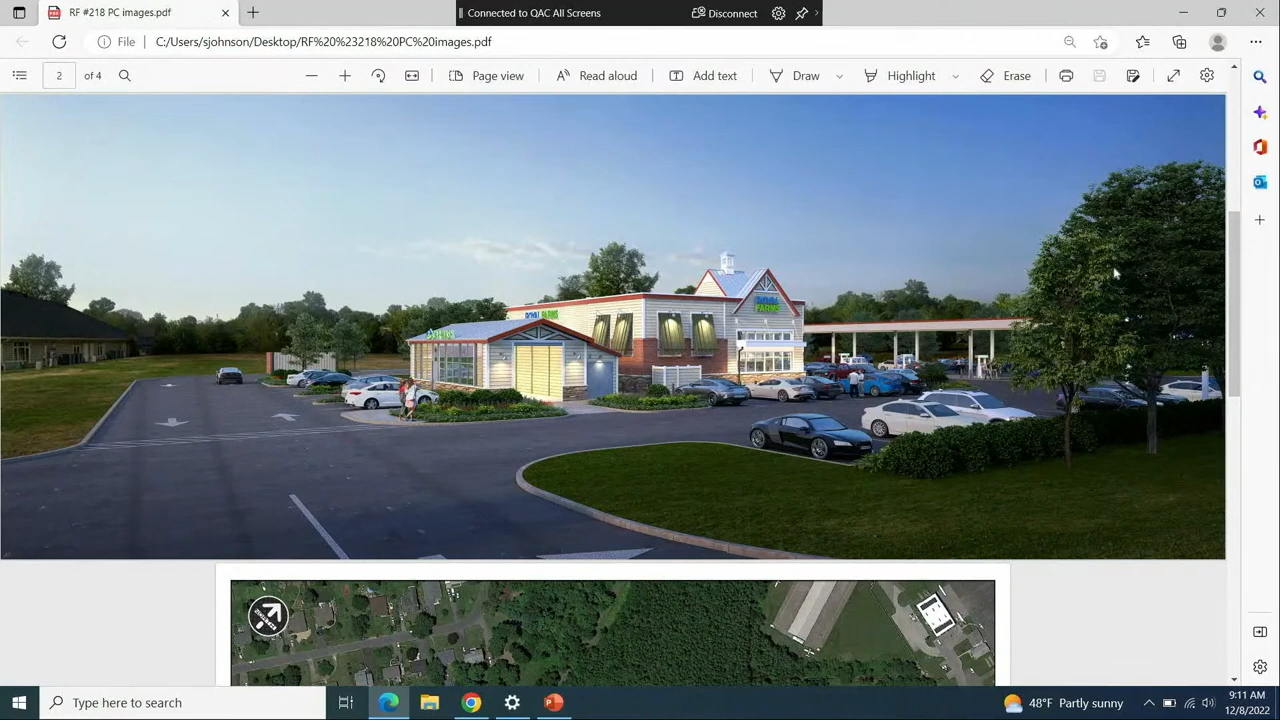 RF #218 PC images.pdf
Connected to QAC All Screens
Disconnect
File
C:/Users/sjohnson/Desktop/RF%20%23218%20PC%20images.pdf
2
of 4
Page view
Read aloud
Add text
Draw
Highlight
Erase
ROYAL FARMS
ROYAL
FARMS
Type here to search
48°F Partly sunny
9:11 AM
12/8/2022